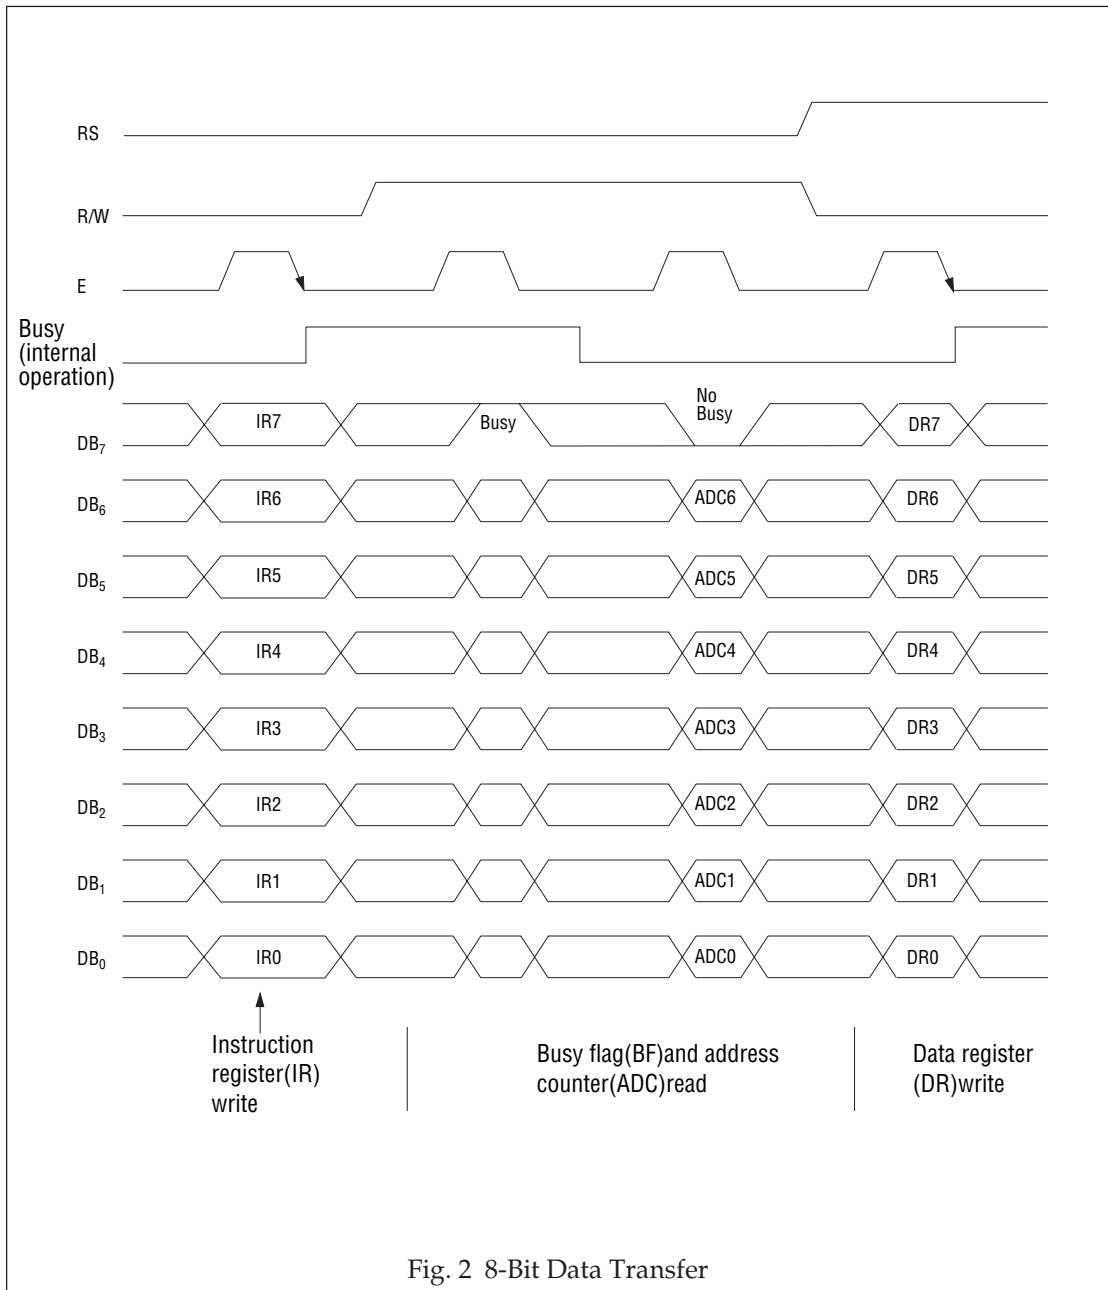 RS
R/W
E
Busy
(internal
operation)
DB7 IR7 Busy No
Busy DR7
DB6 IR6 ADC6 DR6
DB5 IR5 ADC5 DR5
DB4 IR4 ADC4 DR4
DB3 IR3 ADC3 DR3
DB2 IR2 ADC2 DR2
DB1 IR1 ADC1 DR1
DB0 IR0 ADC0 DR0
Instruction
register(IR)
write
Busy flag(BF)and address
counter(ADC)read
Data register
(DR)write
Fig. 2 8-Bit Data Transfer